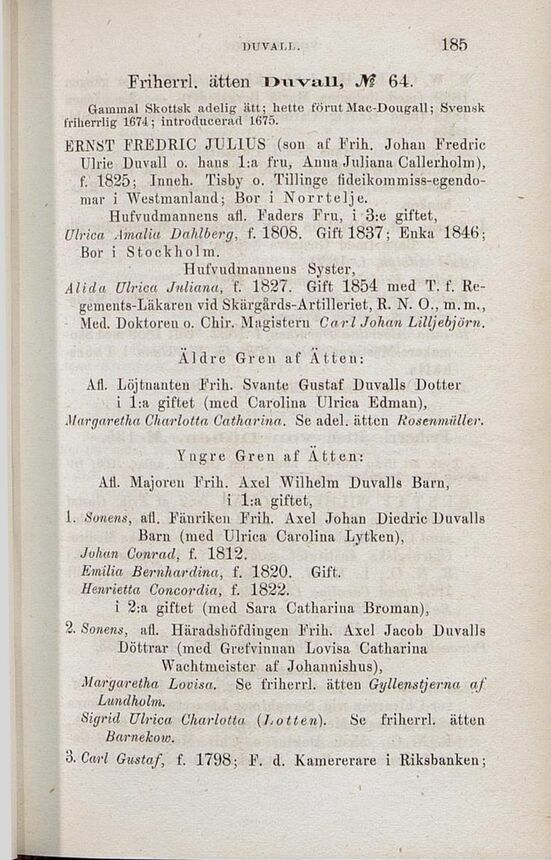 DUVALL. 185
Friherrl. ätten Duvall, № 64.
Gammal Skottsk adelig ätt; hette förut Mac-Dougall; Svensk
friherrlig 1674; introducerad 1675.
ERNST FREDRIC JULIUS (son af Frih. Johan Fredric
Ulric Duvall o. hans 1:a fru, Anna Juliana Callerholm),
f. 1825; Inneh. Tisby o. Tillinge fideikommiss-egendo-
mar i Westmanland; Bor i Norrtelje.
Hufvudmannens afl. Faders Fru, i 3:e giftet,
Ulrica Amalia Dahlberg, f. 1808. Gift 1837; Enka 1846;
Bor i Stockholm.
Hufvudmannens Syster,
Alida Ulrica Juliana, f. 1827. Gift 1854 med T. f. Re-
gements-Läkaren vid Skärgårds-Artilleriet, R. N. O., m. m.,
Med. Doktoren o. Chir. Magistern Carl Johan Lilljebjörn.
Äldre Gren af Ätten:
Afl. Löjtnanten Frih. Svante Gustaf Duvalls Dotter
i 1:a giftet (med Carolina Ulrica Edman),
Margaretha Charlotta Catharina. Se adel. ätten Rosenmüller.
Yngre Gren af Ätten:
Afl. Majoren Frih. Axel Wilhelm Duvalls Barn,
i 1:a giftet,
1. Sonens, afl. Fänriken Frih. Axel Johan Diedric Duvalls
Barn (med Ulrica Carolina Lytken),
Johan Conrad, f. 1812.
Emilia Bernhardina, f. 1820. Gift.
Henrietta Concordia, f. 1822.
i 2:a giftet (med Sara Catharina Broman),
2. Sonens, afl. Häradshöfdingen Frih. Axel Jacob Duvalls
Döttrar (med Grefvinnan Lovisa Catharina
Wachtmeister af Johannishus),
Margaretha Lovisa. Se friherrl. ätten Gyllenstjerna af
Lundholm.
Sigrid Ulrica Charlotta (Lotten). Se friherrl. ätten
Barnekow.
3. Carl Gustaf, f. 1798; F. d. Kamererare i Riksbanken;